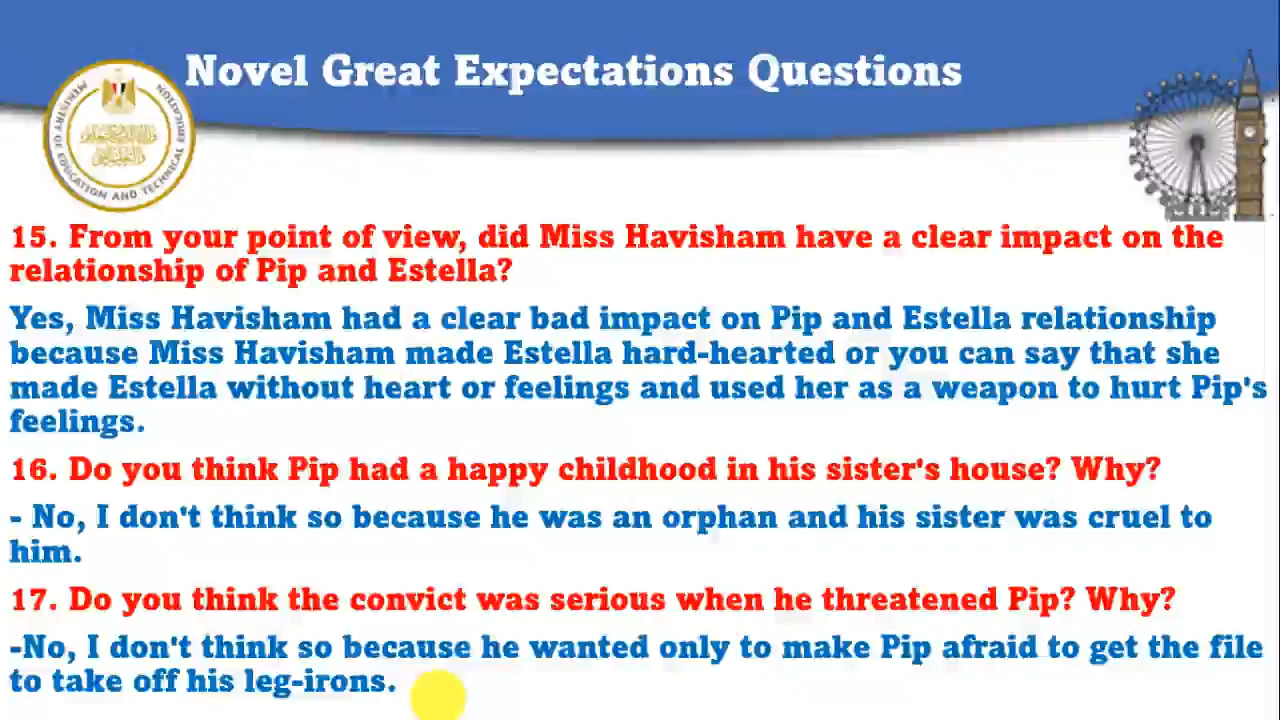 Novel Great Expectations Questions
MINISTRY OF EDUCATION AND TECHNICAL EDUCATION
15. From your point of view, did Miss Havisham have a clear impact on the
relationship of Pip and Estella?
Yes, Miss Havisham had a clear bad impact on Pip and Estella relationship
because Miss Havisham made Estella hard-hearted or you can say that she
made Estella without heart or feelings and used her as a weapon to hurt Pip's
feelings.
16. Do you think Pip had a happy childhood in his sister's house? Why?
- No, I don't think so because he was an orphan and his sister was cruel to
him.
17. Do you think the convict was serious when he threatened Pip? Why?
-No, I don't think so because he wanted only to make Pip afraid to get the file
to take off his leg-irons.